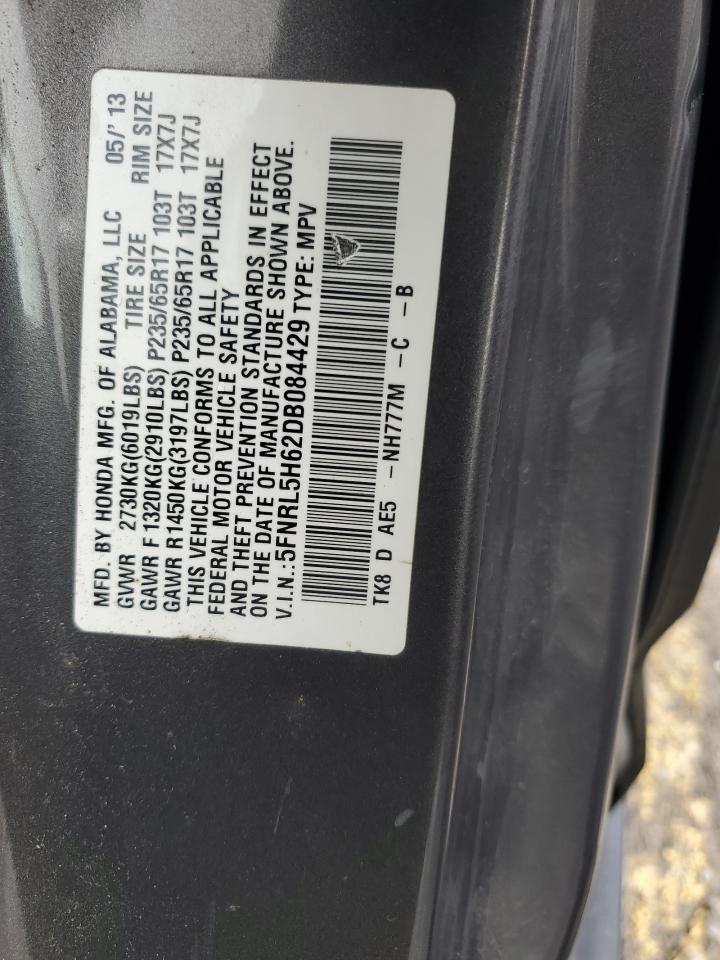 MFD. BY HONDA MFG. OF ALABAMA, LLC 05/' 13
GVWR 2730KG(6019LBS) TIRE SIZE RIM SIZE
GAWR F 1320KG(2910LBS) P235/65R17 103T 17X7J
GAWR R 1450KG(3197LBS) P235/65R17 103T 17X7J
THIS VEHICLE CONFORMS TO ALL APPLICABLE
FEDERAL MOTOR VEHICLE SAFETY
AND THEFT PREVENTION STANDARDS IN EFFECT
ON THE DATE OF MANUFACTURE SHOWN ABOVE.
V.I.N.:5FNRL5H62DB084429 TYPE: MPV
TK8 D AE5 -NH777M -C -B